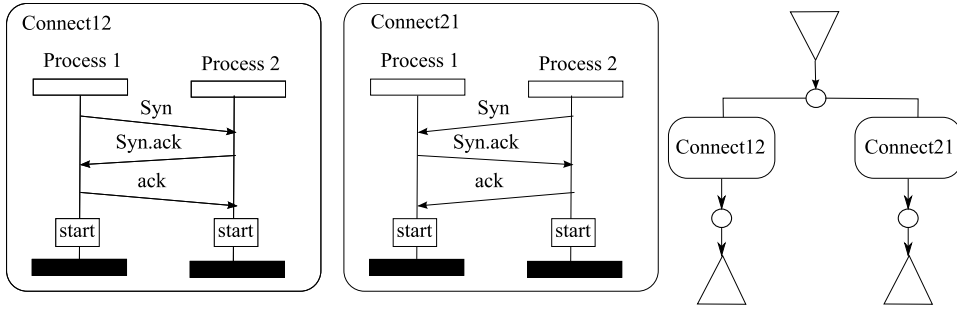 Connect12
Process 1
Process 2
Syn
Syn.ack
ack
start
start
Connect21
Process 1
Process 2
Syn
Syn.ack
ack
start
start
Connect12
Connect21